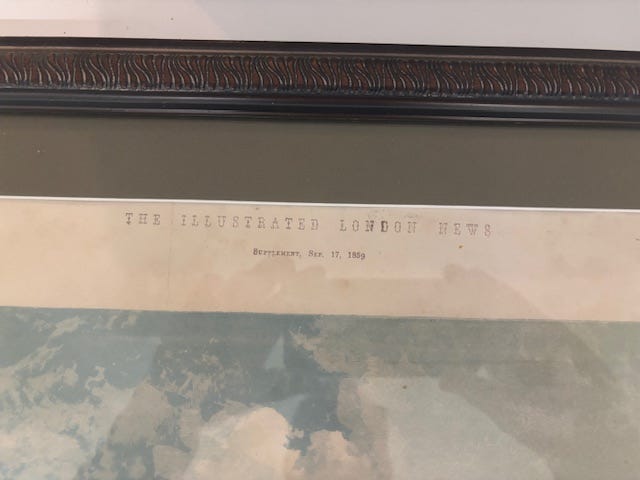 THE ILLUSTRATED LONDON NEWS
Supplement, Sep. 17, 1859